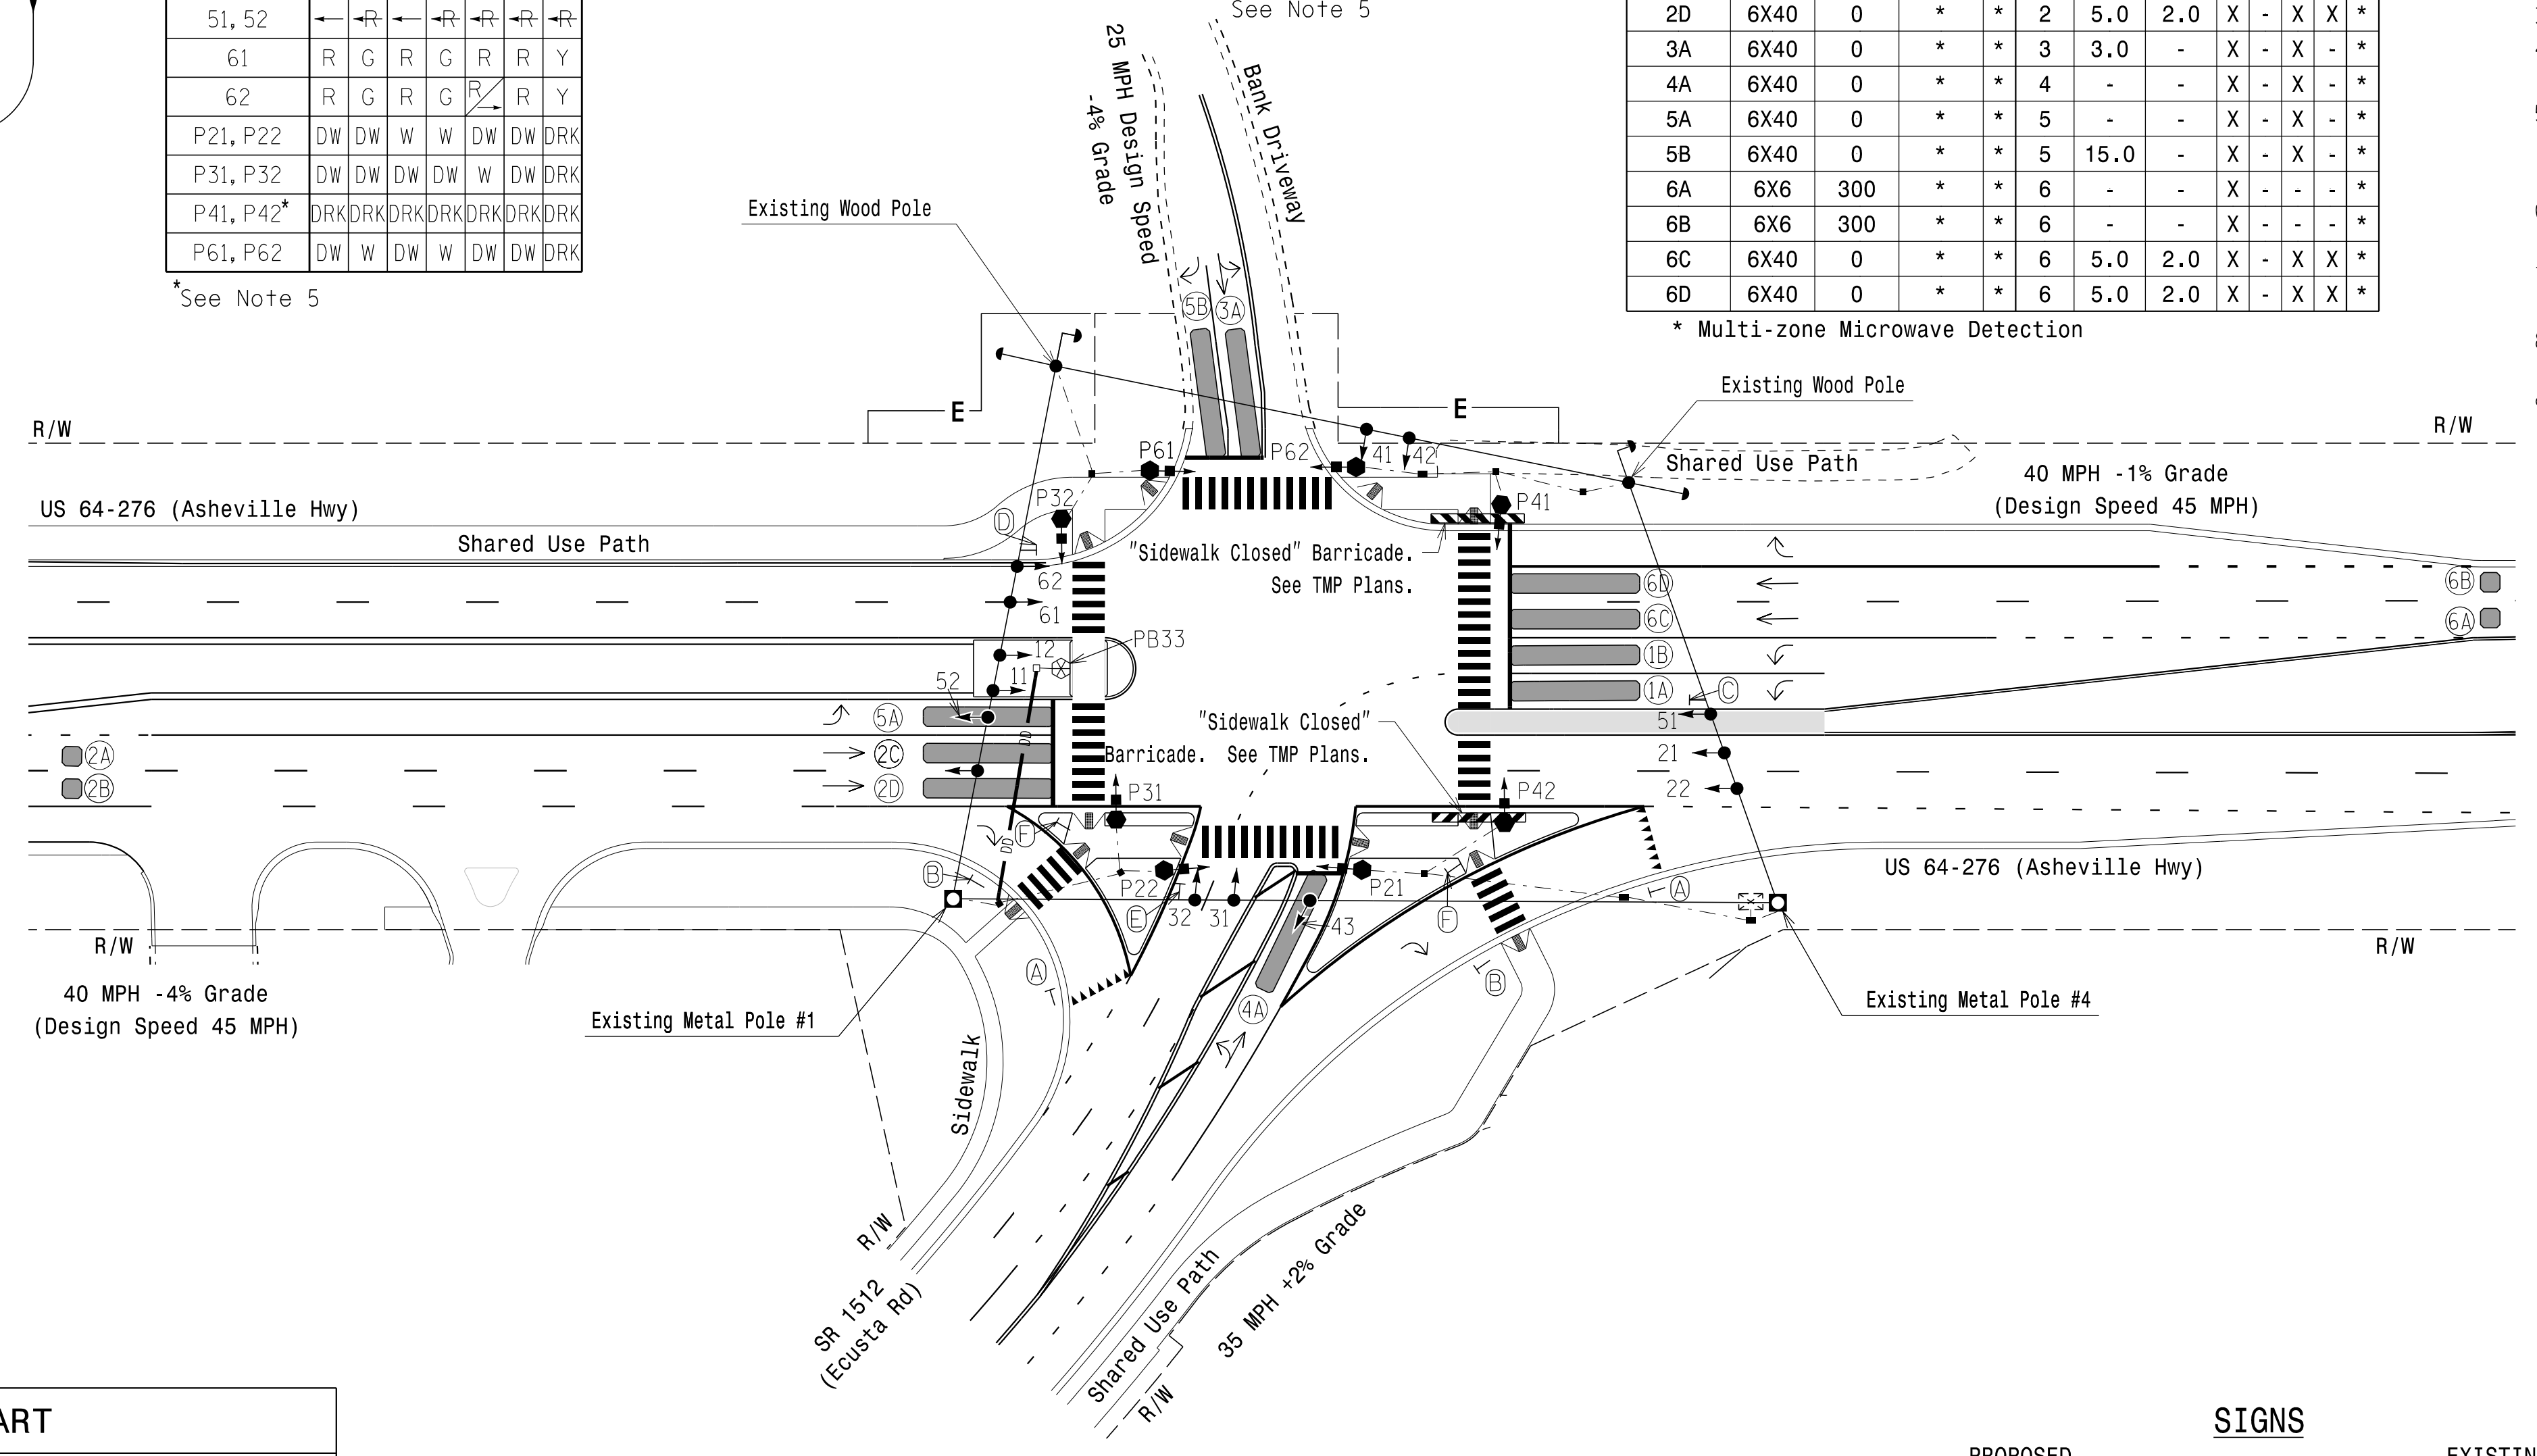 See Note 5
51, 52 R R R R R
61 R G R G R R Y
62 R G R G R R Y
P21, P22 DW DW W W DW DW DRK
P31, P32 DW DW DW DW W DW DRK
P41, P42* DRK DRK DRK DRK DRK DRK DRK
P61, P62 DW W DW W DW DW DRK
*See Note 5
2D 6X40 0 * * 2 5.0 2.0 X - X X *
3A 6X40 0 * * 3 3.0 - X - X - *
4A 6X40 0 * * 4 - - X - X - *
5A 6X40 0 * * 5 - - X - X - *
5B 6X40 0 * * 5 15.0 - X - X - *
6A 6X6 300 * * 6 - - X - - - *
6B 6X6 300 * * 6 - - X - - - *
6C 6X40 0 * * 6 5.0 2.0 X - X X *
6D 6X40 0 * * 6 5.0 2.0 X - X X *
* Multi-zone Microwave Detection
25 MPH Design Speed
-4% Grade
Bank Driveway
Existing Wood Pole
5B 3A
Existing Wood Pole
E
E
R/W
R/W
P61
P62
41
42
Shared Use Path
40 MPH -1% Grade
(Design Speed 45 MPH)
US 64-276 (Asheville Hwy)
P32
P41
D
Shared Use Path
"Sidewalk Closed" Barricade.
See TMP Plans.
62
61
6D
6B
6C
6A
PB33
12
11
1B
1A
C
52
51
5A
"Sidewalk Closed"
Barricade. See TMP Plans.
2A
2C
21
2B
2D
22
P31
P42
DD
DD
F
US 64-276 (Asheville Hwy)
B
P22
P21
A
E
32
31
43
F
R/W
R/W
A
B
40 MPH -4% Grade
(Design Speed 45 MPH)
Existing Metal Pole #1
4A
Existing Metal Pole #4
Sidewalk
R/W
SR 1512
(Ecusta Rd)
Shared Use Path
35 MPH +2% Grade
R/W
ART
SIGNS
PROPOSED
EXISTIN